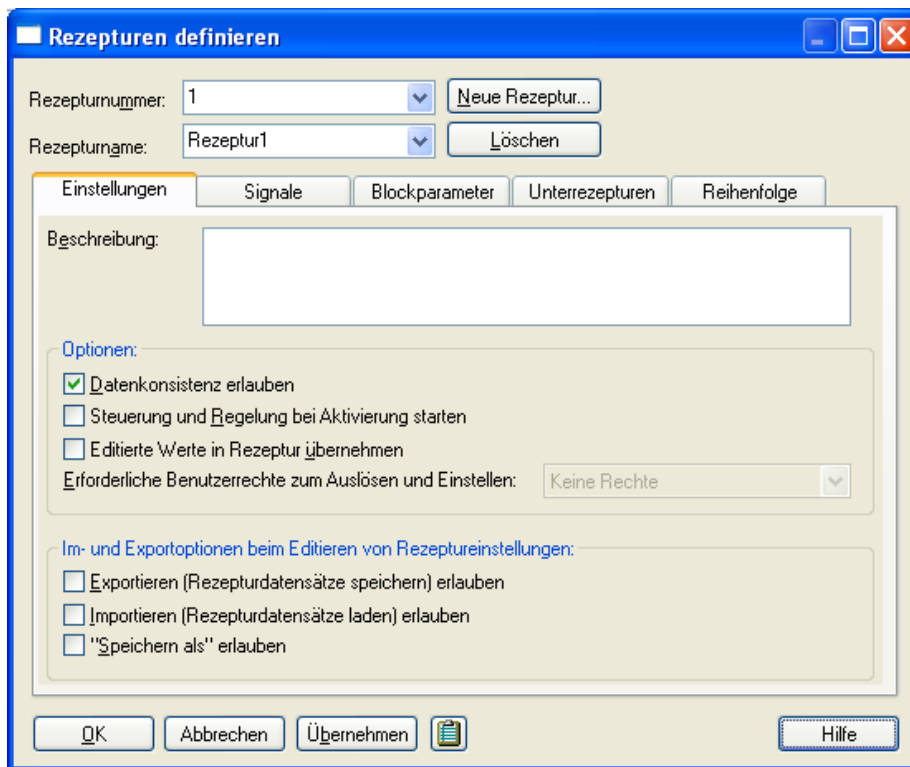 Rezepturen definieren
Rezepturnummer: 1 Neue Rezeptur...
Rezepturname: Rezeptur1 Löschen
Einstellungen Signale Blockparameter Unterrezepturen Reihenfolge
Beschreibung:
Optionen:
Datenkonsistenz erlauben
Steuerung und Regelung bei Aktivierung starten
Editierte Werte in Rezeptur übernehmen
Erforderliche Benutzerrechte zum Auslösen und Einstellen: Keine Rechte
Im- und Exportoptionen beim Editieren von Rezeptureinstellungen:
Exportieren (Rezepturdatensätze speichern) erlauben
Importieren (Rezepturdatensätze laden) erlauben
"Speichern als" erlauben
OK Abbrechen Übernehmen Hilfe